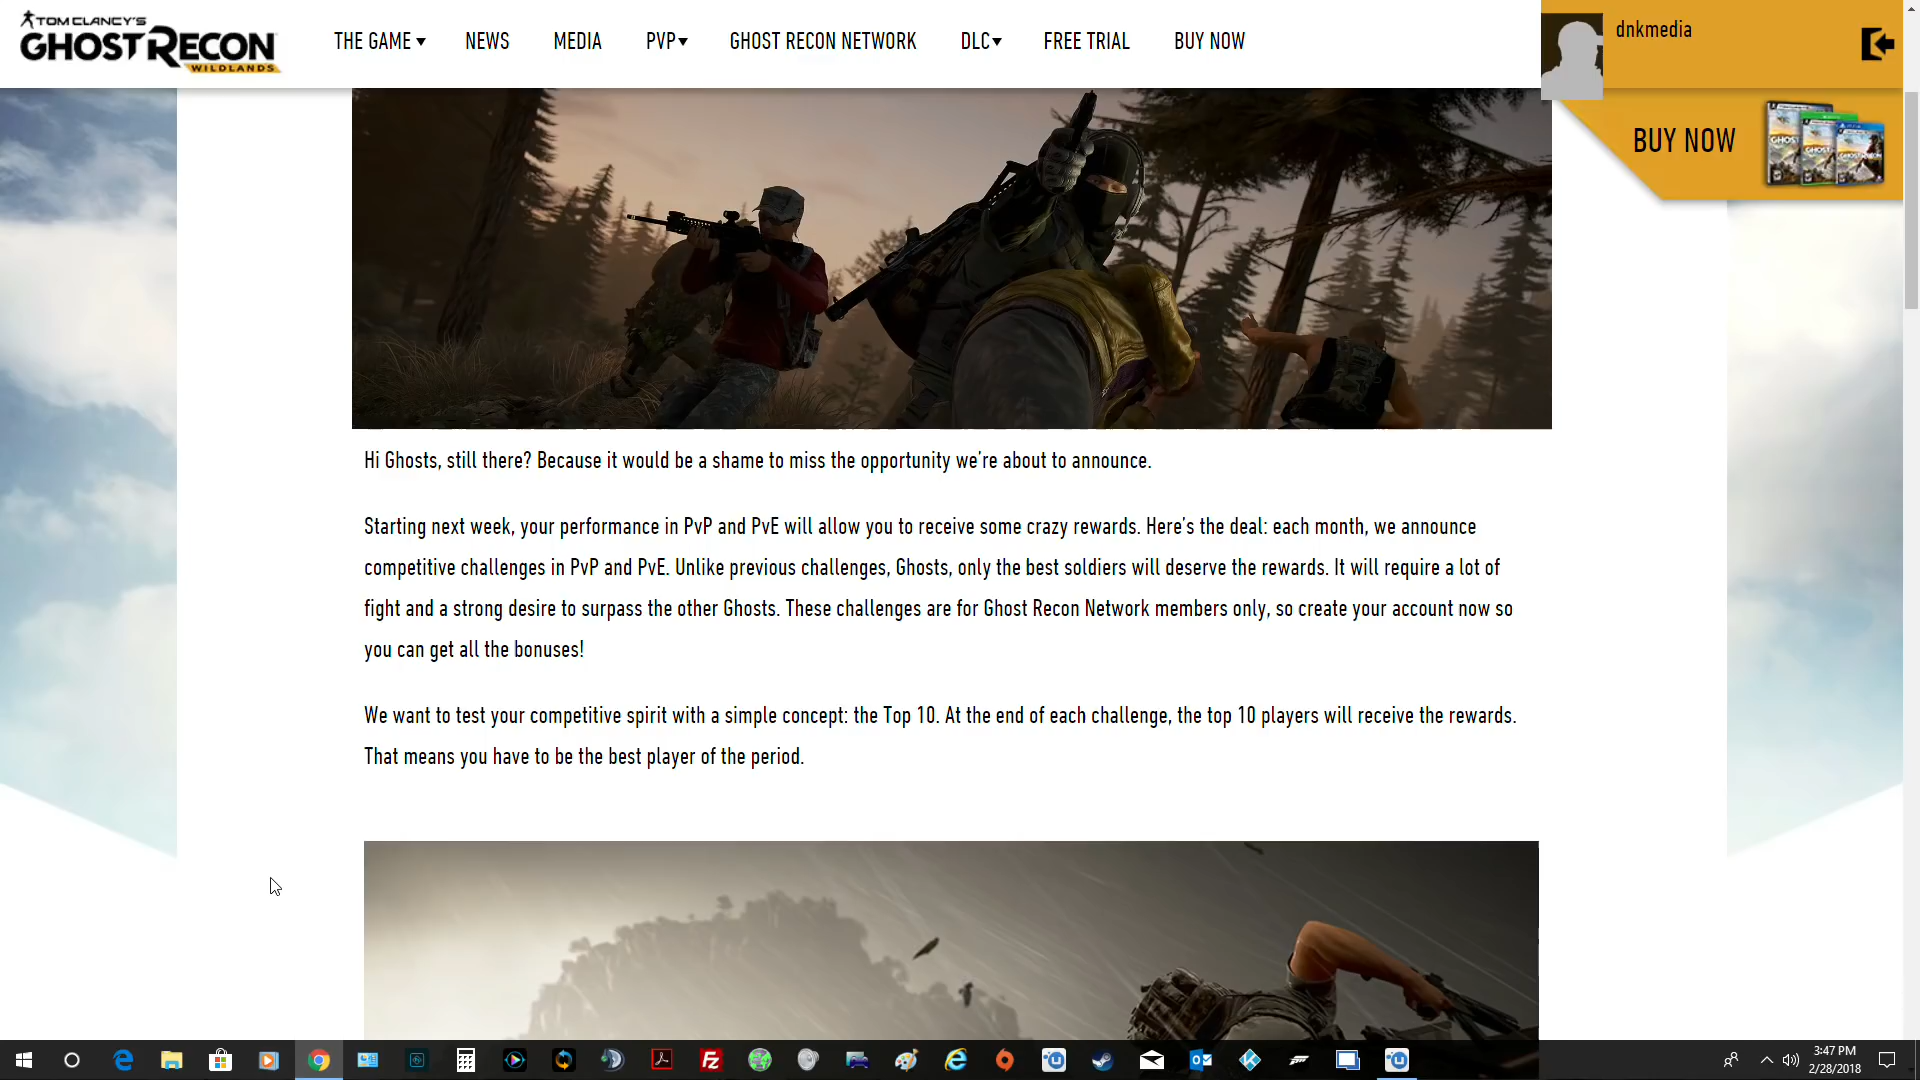 TOM CLANCY'S
GHOST RECON
WILDLANDS
THE GAME NEWS MEDIA PVP GHOST RECON NETWORK DLC FREE TRIAL BUY NOW
dnkmedia
BUY NOW
Hi Ghosts, still there? Because it would be a shame to miss the opportunity we're about to announce.
Starting next week, your performance in PvP and PvE will allow you to receive some crazy rewards. Here's the deal: each month, we announce
competitive challenges in PvP and PvE. Unlike previous challenges, Ghosts, only the best soldiers will deserve the rewards. It will require a lot of
fight and a strong desire to surpass the other Ghosts. These challenges are for Ghost Recon Network members only, so create your account now so
you can get all the bonuses!
We want to test your competitive spirit with a simple concept: the Top 10. At the end of each challenge, the top 10 players will receive the rewards.
That means you have to be the best player of the period.
3:47 PM
2/28/2018